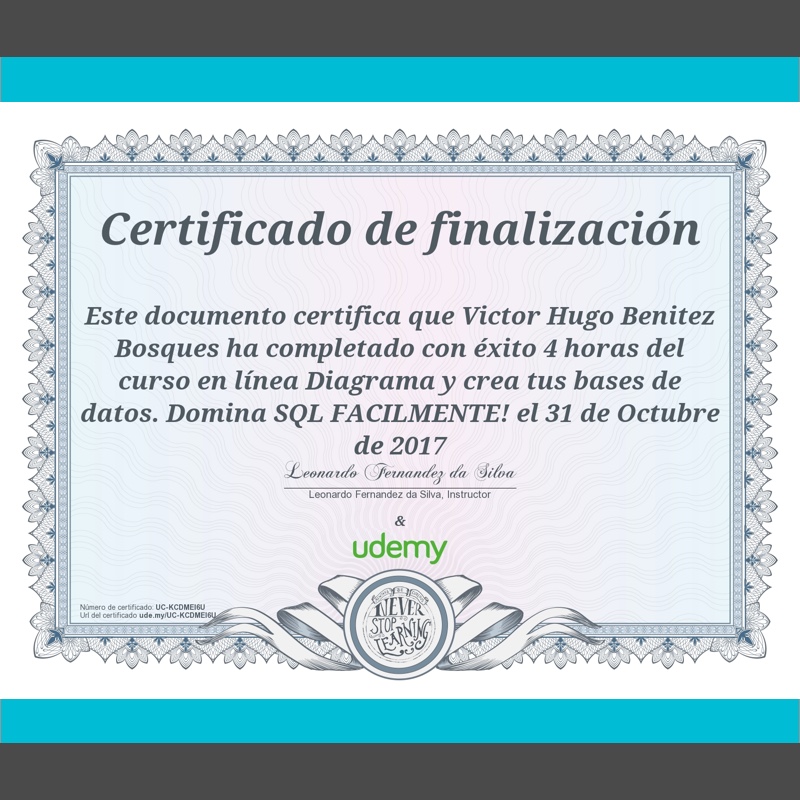 Certificado de finalización
Este documento certifica que Victor Hugo Benitez
Bosques ha completado con éxito 4 horas del
curso en línea Diagrama y crea tus bases de
datos. Domina SQL FACILMENTE! el 31 de Octubre
de 2017
Leonardo Fernandez da Silva
Leonardo Fernandez da Silva, Instructor
&
udemy
Número de certificado: UC-KCDMEI6U
Url del certificado ude.my/UC-KCDMEI6U
NEVER
STOP
LEARNING